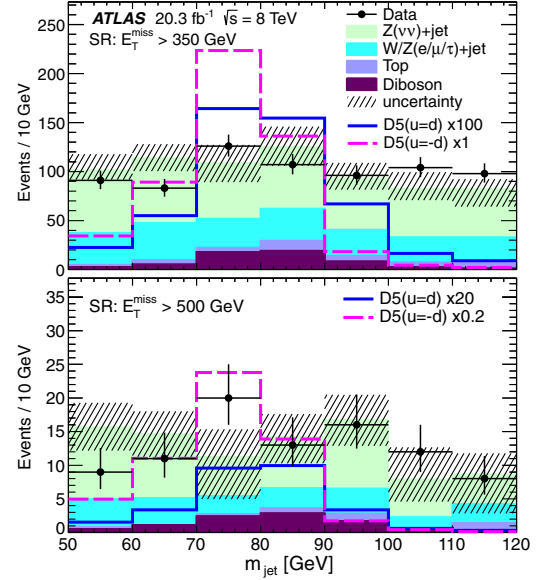 ATLAS 20.3 fb⁻¹ √s = 8 TeV
SR: E_T^miss > 350 GeV
Data
Z(νν)+jet
W/Z(e/μ/τ)+jet
Top
Diboson
uncertainty
D5(u=d) x100
D5(u=-d) x1
Events / 10 GeV
300
250
200
150
100
50
0
SR: E_T^miss > 500 GeV
D5(u=d) x20
D5(u=-d) x0.2
Events / 10 GeV
35
30
25
20
15
10
5
0
50 60 70 80 90 100 110 120
m_jet [GeV]